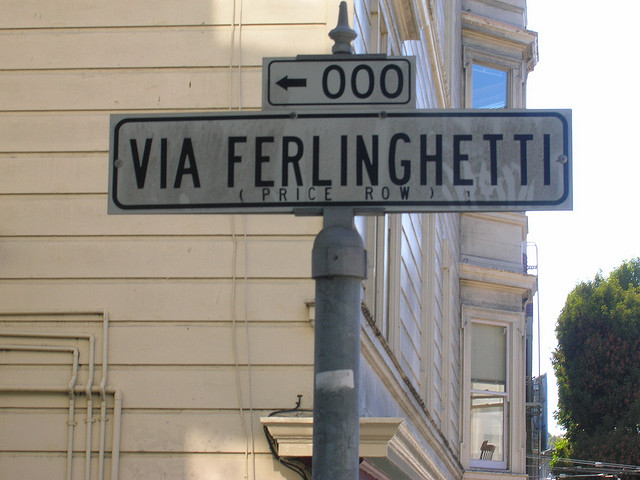 ← 000
VIA FERLINGHETTI
( PRICE ROW )